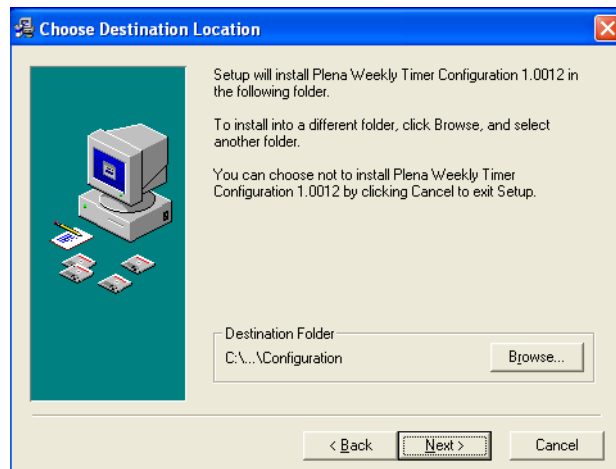 Choose Destination Location
Setup will install Plena Weekly Timer Configuration 1.0012 in
the following folder.
To install into a different folder, click Browse, and select
another folder.
You can choose not to install Plena Weekly Timer
Configuration 1.0012 by clicking Cancel to exit Setup.
Destination Folder
C:\...\Configuration
Browse...
< Back
Next >
Cancel